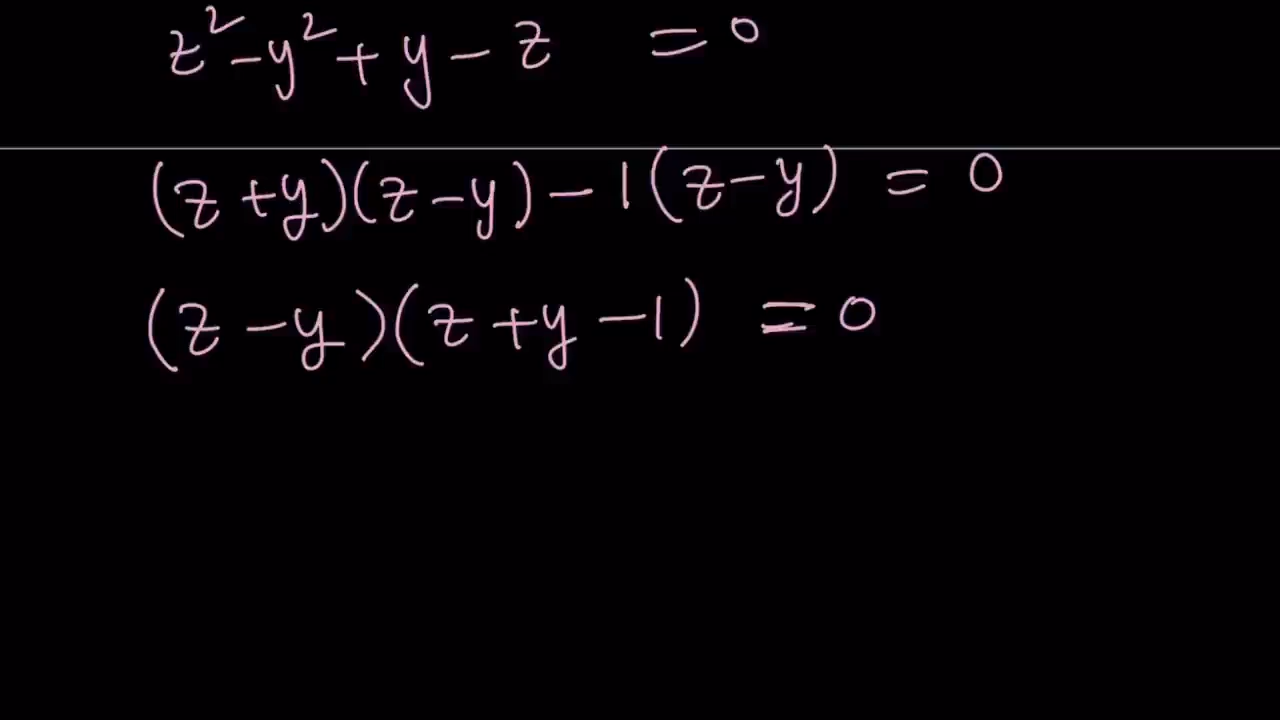 z² - y² + y - z = 0
(z + y)(z - y) - 1(z - y) = 0
(z - y)(z + y - 1) = 0